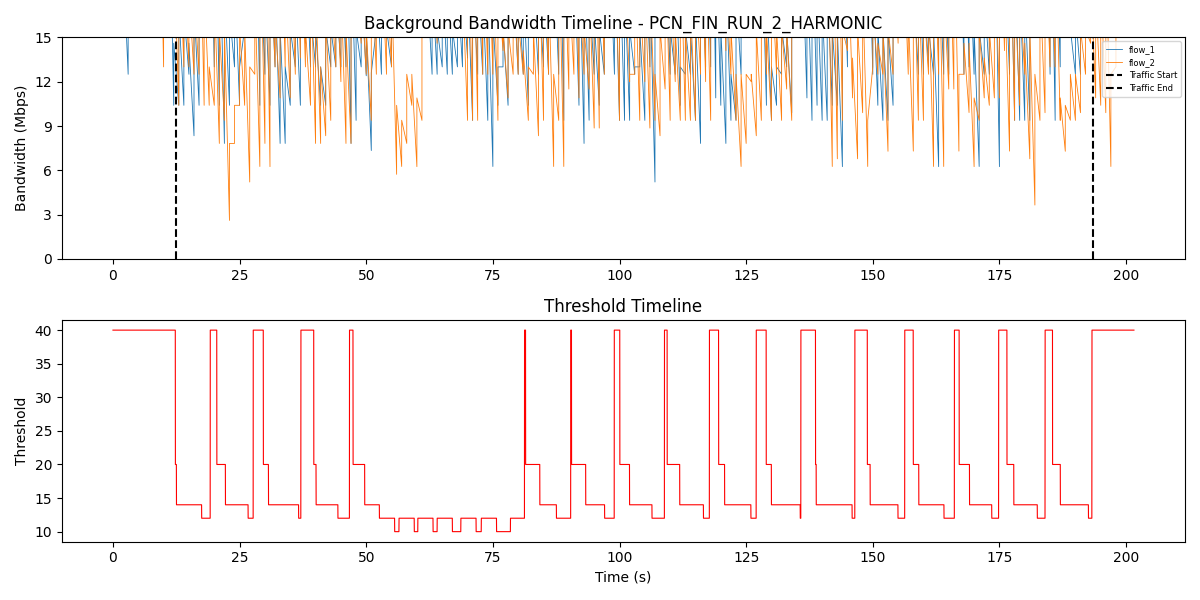 Background Bandwidth Timeline - PCN_FIN_RUN_2_HARMONIC
Bandwidth (Mbps)
15
12
9
6
3
0
flow_1
flow_2
Traffic Start
Traffic End
0 25 50 75 100 125 150 175 200
Threshold Timeline
Threshold
40
35
30
25
20
15
10
0 25 50 75 100 125 150 175 200
Time (s)